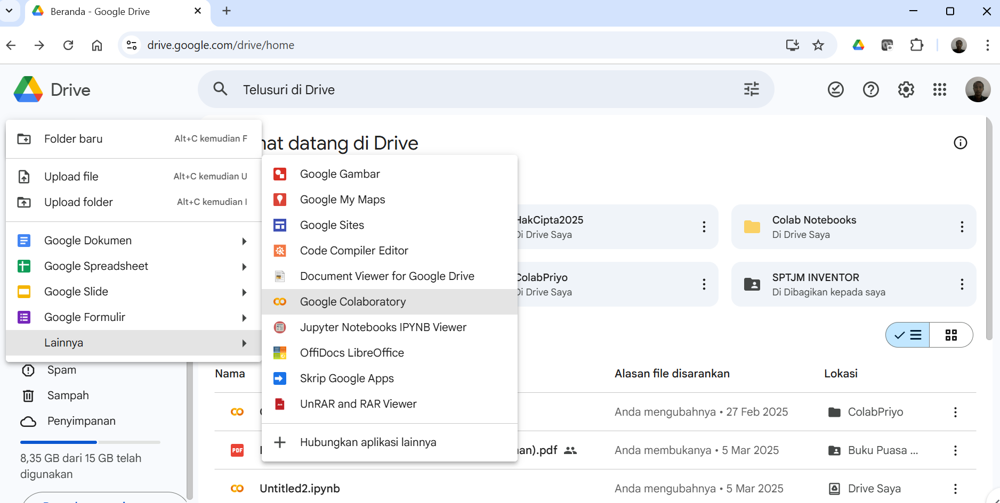 Beranda - Google Drive
drive.google.com/drive/home
Drive
Telusuri di Drive
Folder baru Alt+C kemudian F
Upload file Alt+C kemudian U
Upload folder Alt+C kemudian I
Google Dokumen
Google Spreadsheet
Google Slide
Google Formulir
Lainnya
Spam
Sampah
Penyimpanan
8,35 GB dari 15 GB telah
digunakan
datang di Drive
Google Gambar
Google My Maps
Google Sites
Code Compiler Editor
Document Viewer for Google Drive
Google Colaboratory
Jupyter Notebooks IPYNB Viewer
OffiDocs LibreOffice
Skrip Google Apps
UnRAR and RAR Viewer
Hubungkan aplikasi lainnya
HakCipta2025
Di Drive Saya
Colab Notebooks
Di Drive Saya
ColabPriyo
Di Drive Saya
SPTJM INVENTOR
Di Dibagikan kepada saya
Nama Alasan file disarankan Lokasi
Anda mengubahnya • 27 Feb 2025 ColabPriyo
PDF an).pdf Anda membukanya • 5 Mar 2025 Buku Puasa ...
Untitled2.ipynb Anda mengubahnya • 5 Mar 2025 Drive Saya